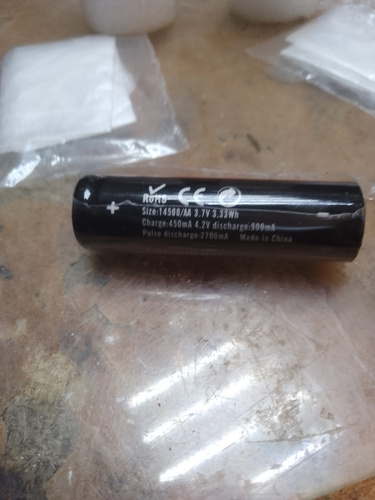 RoHS CE
+ -
Size:14500/AA 3.7V 3.33Wh
Charge:450mA 4.2V discharge:900mA
Pulse discharge:2700mA Made in China